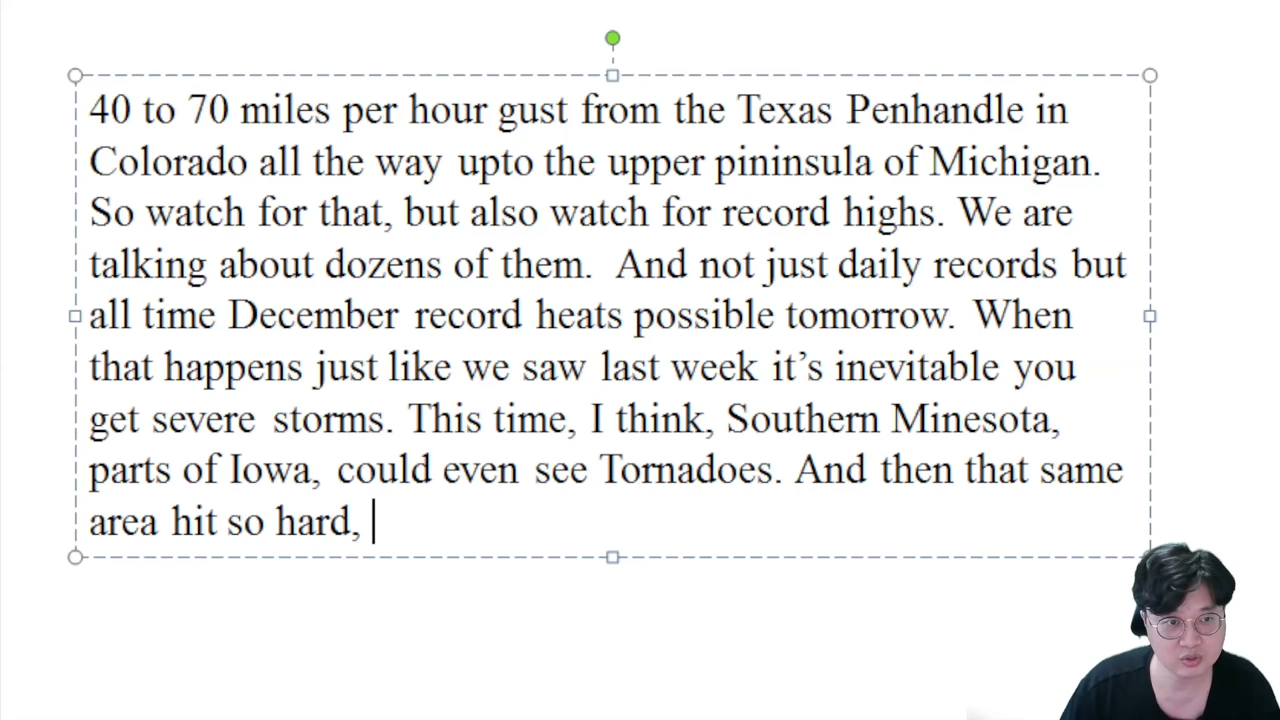 40 to 70 miles per hour gust from the Texas Penhandle in
Colorado all the way upto the upper pininsula of Michigan.
So watch for that, but also watch for record highs. We are
talking about dozens of them.  And not just daily records but
all time December record heats possible tomorrow.  When
that happens just like we saw last week it’s inevitable you
get severe storms. This time, I think, Southern Minesota,
parts of Iowa, could even see Tornadoes. And then that same
area hit so hard,